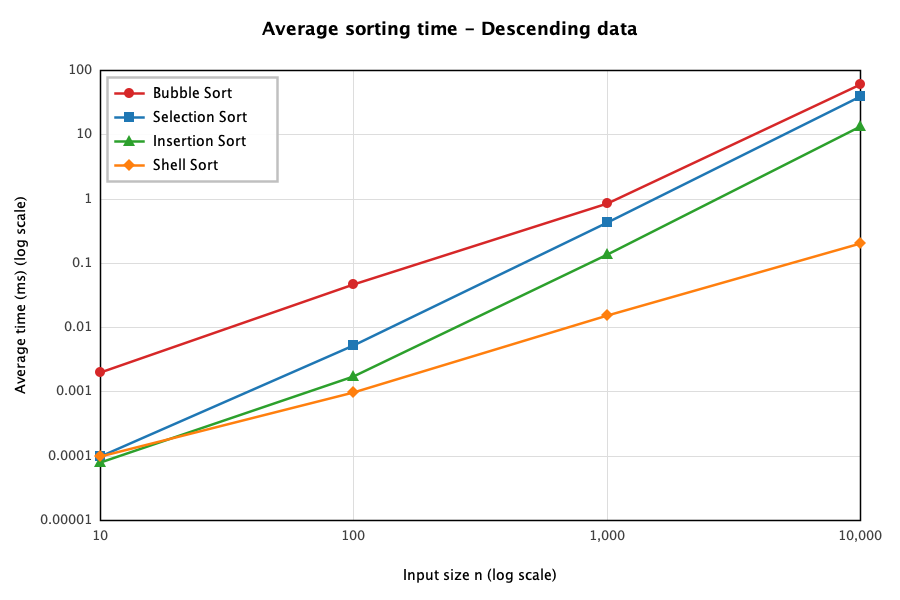 Average sorting time – Descending data
100
10
1
0.1
0.01
0.001
0.0001
0.00001
Bubble Sort
Selection Sort
Insertion Sort
Shell Sort
Average time (ms) (log scale)
10
100
1,000
10,000
Input size n (log scale)